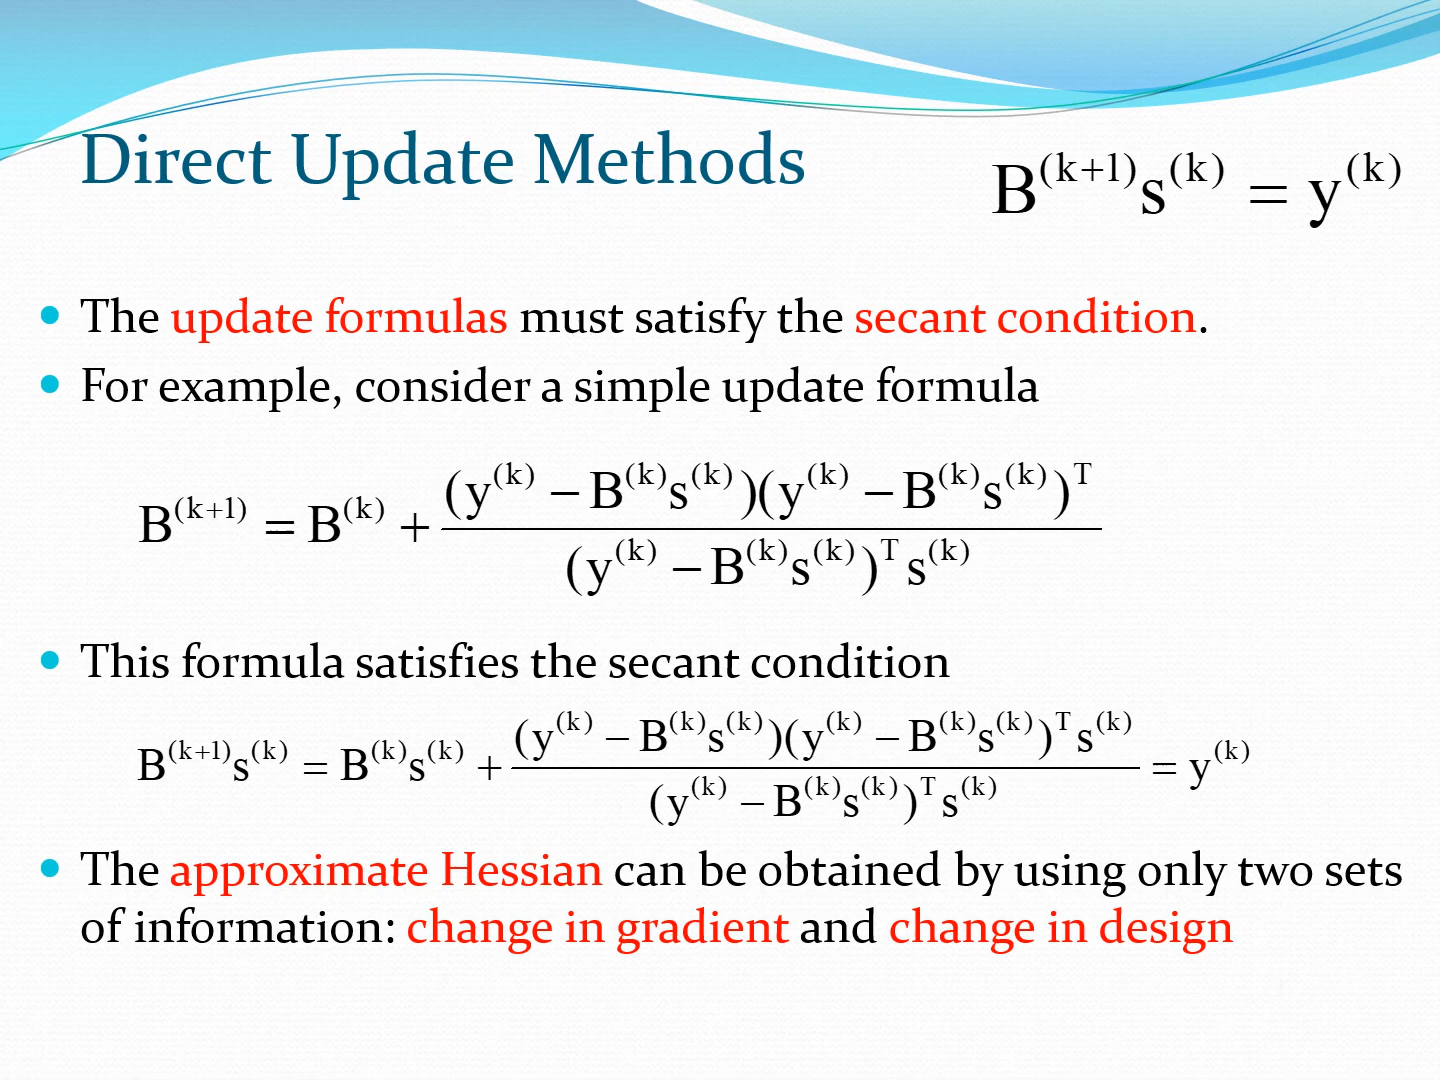 Direct Update Methods
B^(k+1) s^(k) = y^(k)
• The update formulas must satisfy the secant condition.
• For example, consider a simple update formula
B^(k+1) = B^(k) + (y^(k) − B^(k) s^(k))(y^(k) − B^(k) s^(k))^T / (y^(k) − B^(k) s^(k))^T s^(k)
• This formula satisfies the secant condition
B^(k+1) s^(k) = B^(k) s^(k) + (y^(k) − B^(k) s^(k))(y^(k) − B^(k) s^(k))^T s^(k) / (y^(k) − B^(k) s^(k))^T s^(k) = y^(k)
• The approximate Hessian can be obtained by using only two sets
of information: change in gradient and change in design